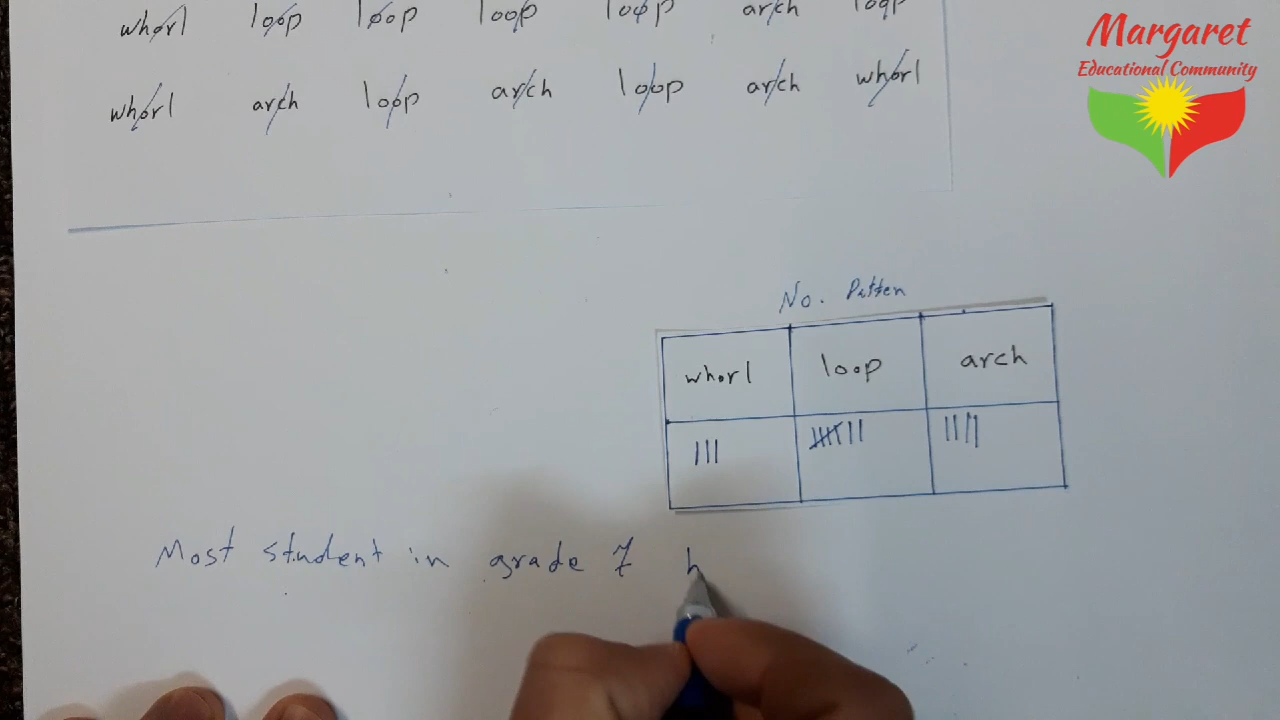 whorl loop loop loop loop arch loop
whorl arch loop arch loop arch whorl
Margaret
Educational Community
No. Patten
whorl loop arch
Most student in grade 7 h